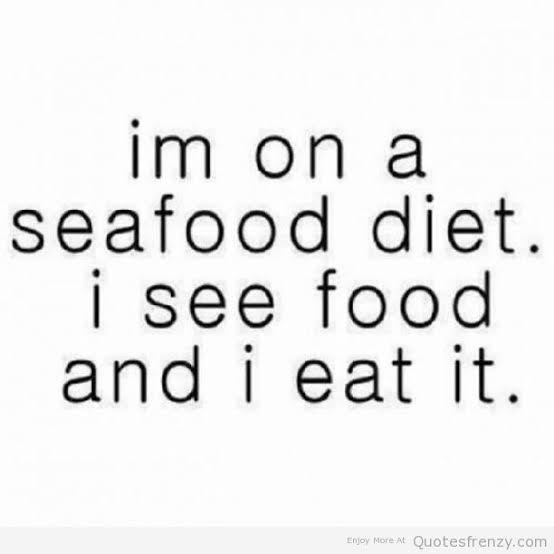 im on a
seafood diet.
i see food
and i eat it.
Enjoy More At Quotesfrenzy.com